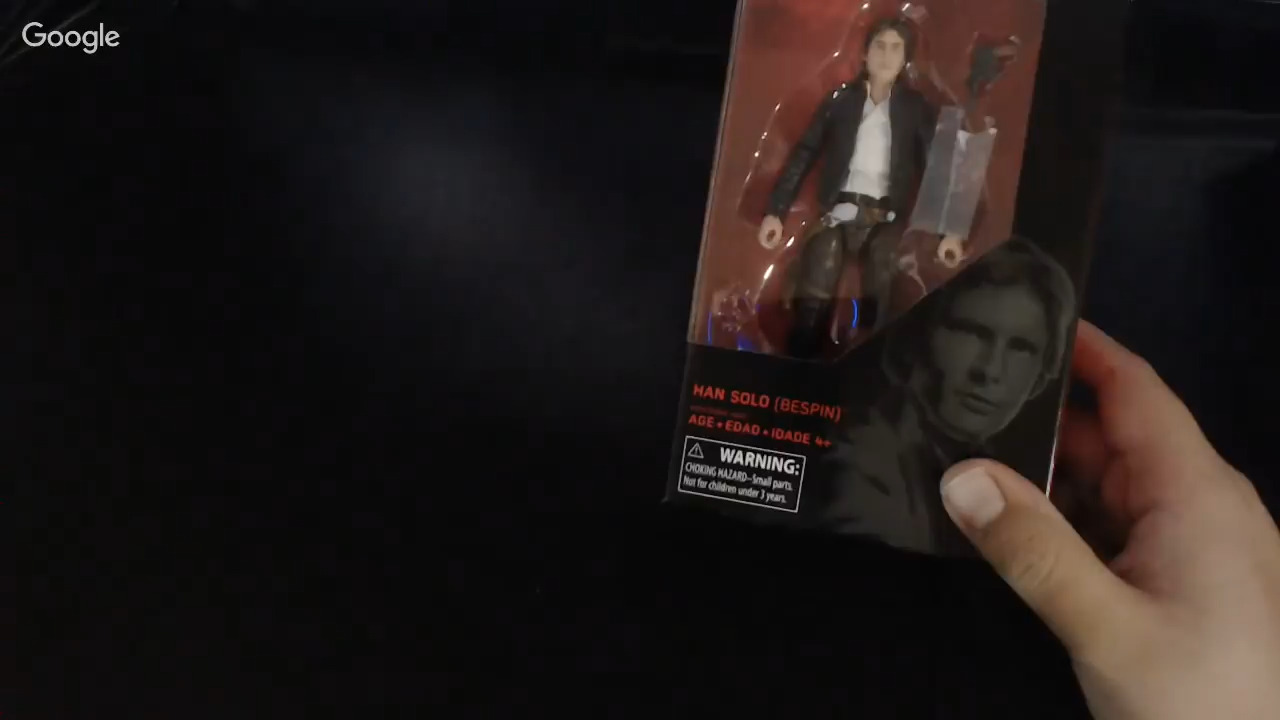 Google
HAN SOLO (BESPIN)
AGE • EDAD • IDADE 4+
WARNING:
CHOKING HAZARD–Small parts.
Not for children under 3 years.